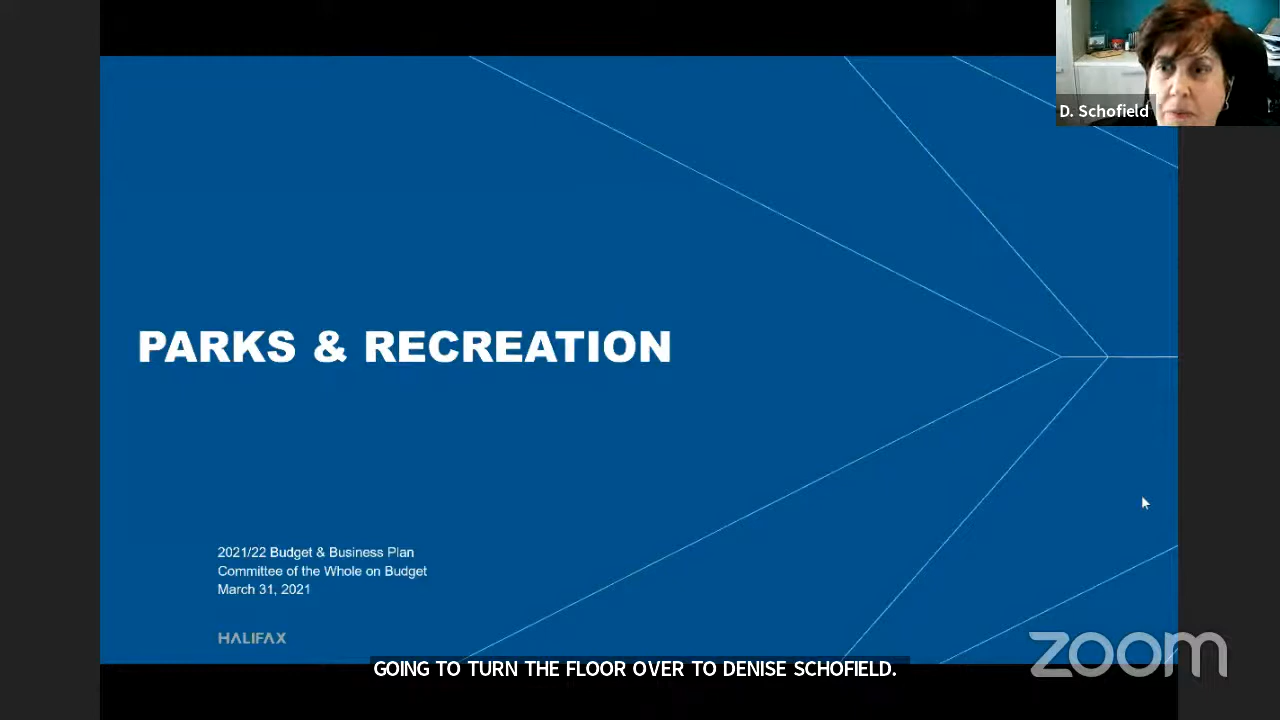 D. Schofield
PARKS & RECREATION
2021/22 Budget & Business Plan
Committee of the Whole on Budget
March 31, 2021
HALIFAX
zoom
GOING TO TURN THE FLOOR OVER TO DENISE SCHOFIELD.